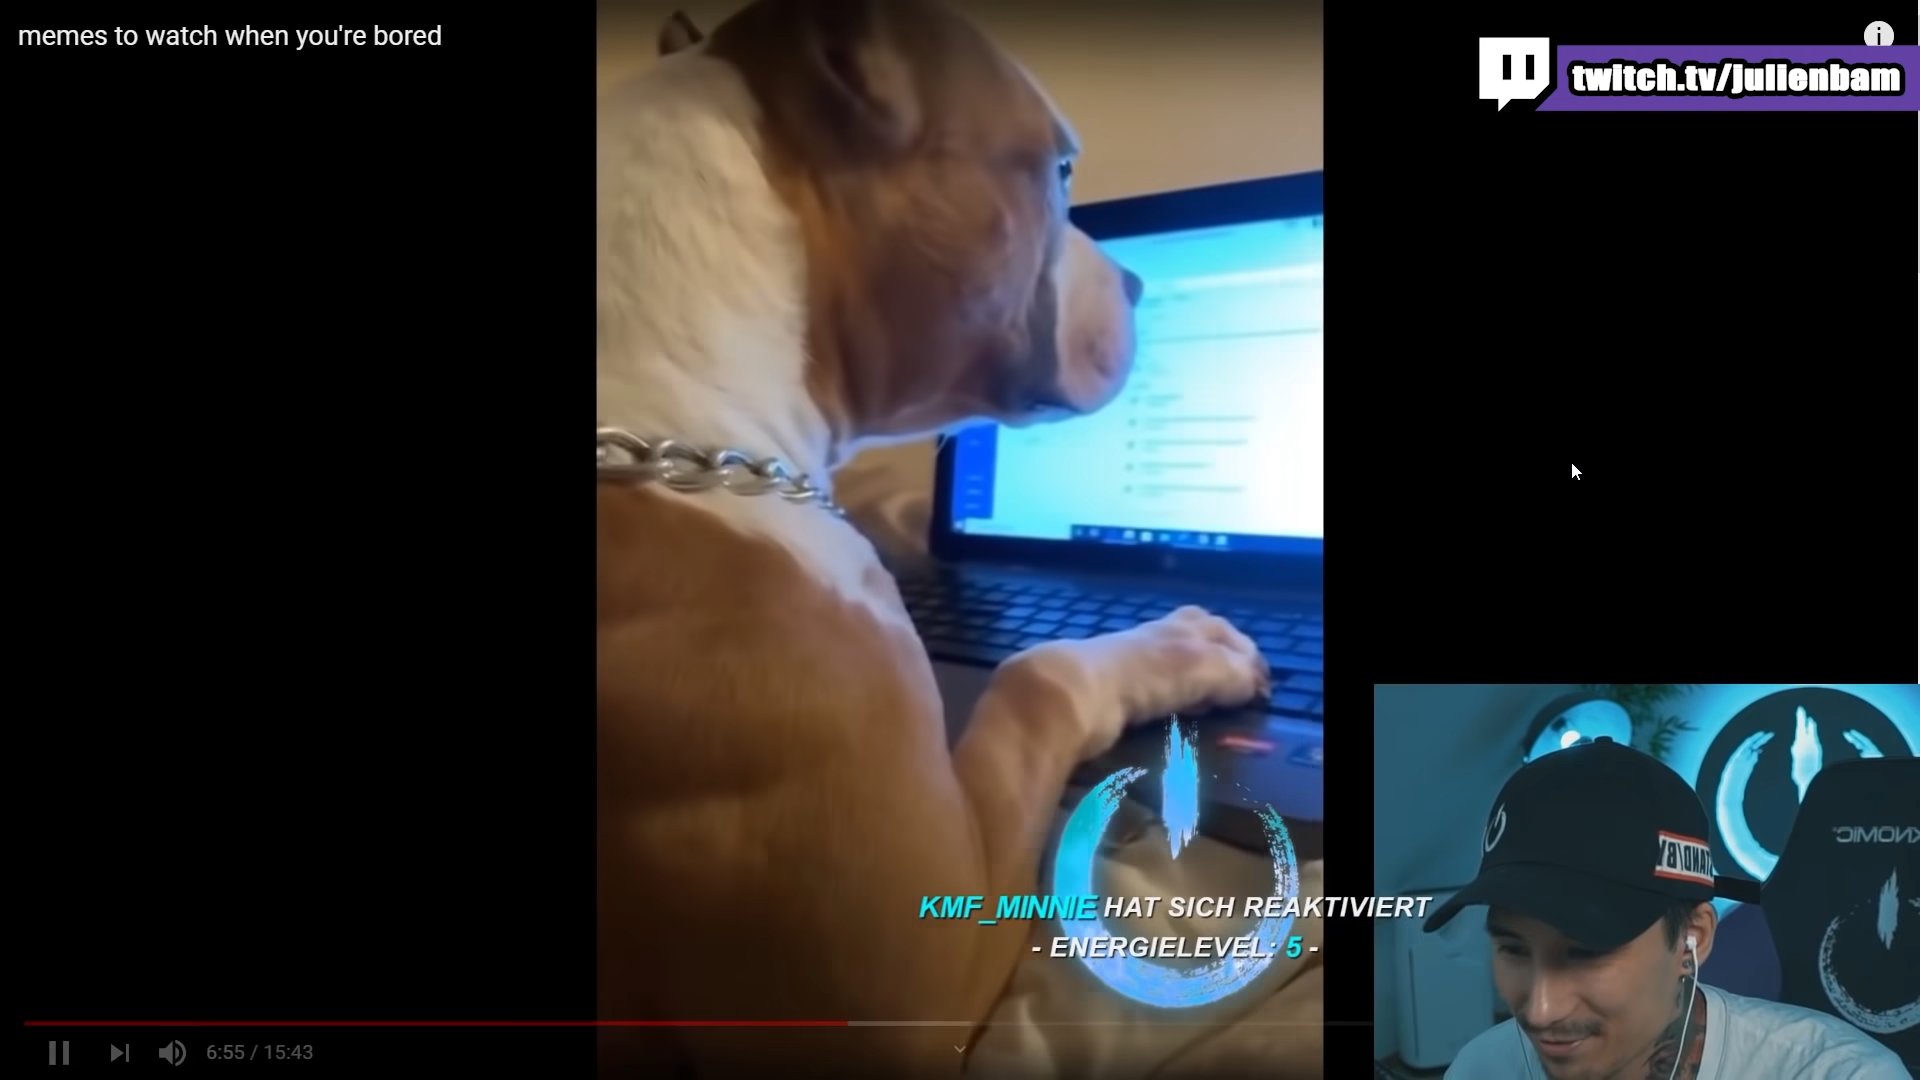 memes to watch when you're bored
twitch.tv/julienbam
KMF_MINNIE HAT SICH REAKTIVIERT
- ENERGIELEVEL: 5 -
6:55 / 15:43